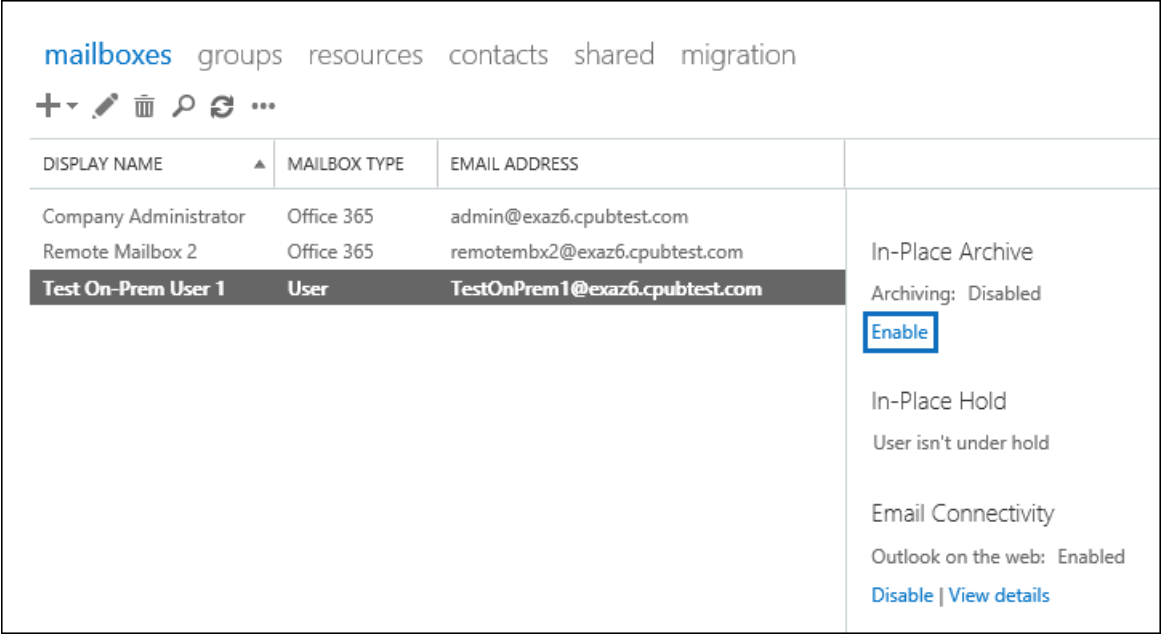 mailboxes groups resources contacts shared migration
DISPLAY NAME MAILBOX TYPE EMAIL ADDRESS
Company Administrator Office 365 admin@exaz6.cpubtest.com
Remote Mailbox 2 Office 365 remotembx2@exaz6.cpubtest.com
Test On-Prem User 1 User TestOnPrem1@exaz6.cpubtest.com
In-Place Archive
Archiving: Disabled
Enable
In-Place Hold
User isn't under hold
Email Connectivity
Outlook on the web: Enabled
Disable | View details